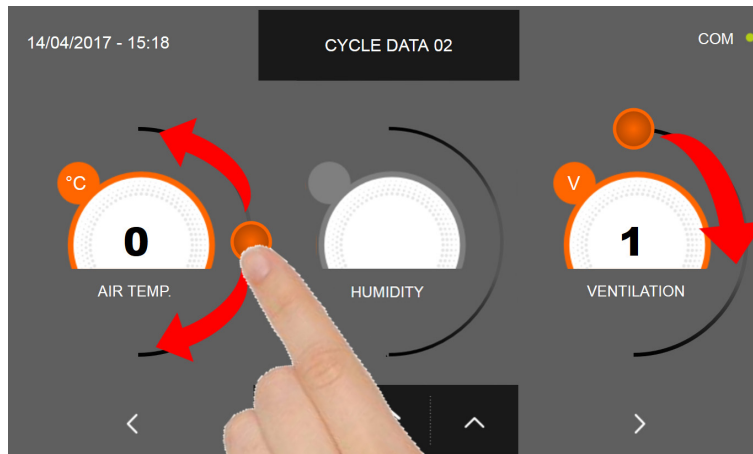 14/04/2017 - 15:18
CYCLE DATA 02
COM
°C
V
0
1
AIR TEMP.
HUMIDITY
VENTILATION